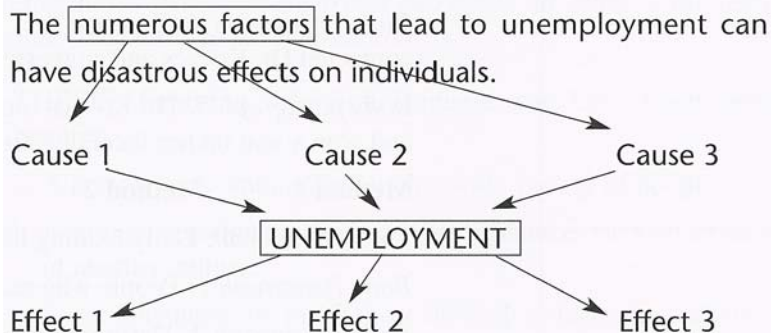 The numerous factors that lead to unemployment can
have disastrous effects on individuals.
Cause 1 Cause 2 Cause 3
UNEMPLOYMENT
Effect 1 Effect 2 Effect 3